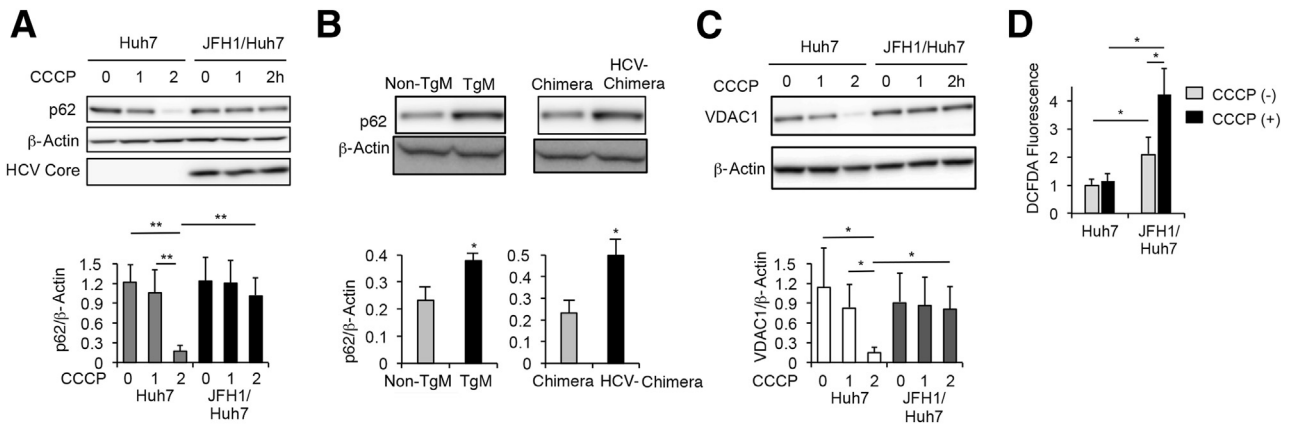 A
Huh7 JFH1/Huh7
CCCP 0 1 2 0 1 2h
p62
β-Actin
HCV Core
** **
**
p62/β- Actin
1.5
1.2
0.9
0.6
0.3
0
CCCP 0 1 2 0 1 2
Huh7 JFH1/
Huh7
B
Non-TgM TgM Chimera HCV-
Chimera
p62
β-Actin
p62/β- Actin
0.4
0.3
0.2
0.1
0
*
Non-TgM TgM
0.5
0.4
0.3
0.2
0.1
0
*
Chimera HCV- Chimera
C
Huh7 JFH1/Huh7
CCCP 0 1 2 0 1 2h
VDAC1
β-Actin
* *
*
VDAC1/β- Actin
1.5
1.2
0.9
0.6
0.3
0
CCCP 0 1 2 0 1 2
Huh7 JFH1/
Huh7
D
*
*
*
DCFDA Fluorescence
4
3
2
1
0
CCCP (-)
CCCP (+)
Huh7 JFH1/
Huh7